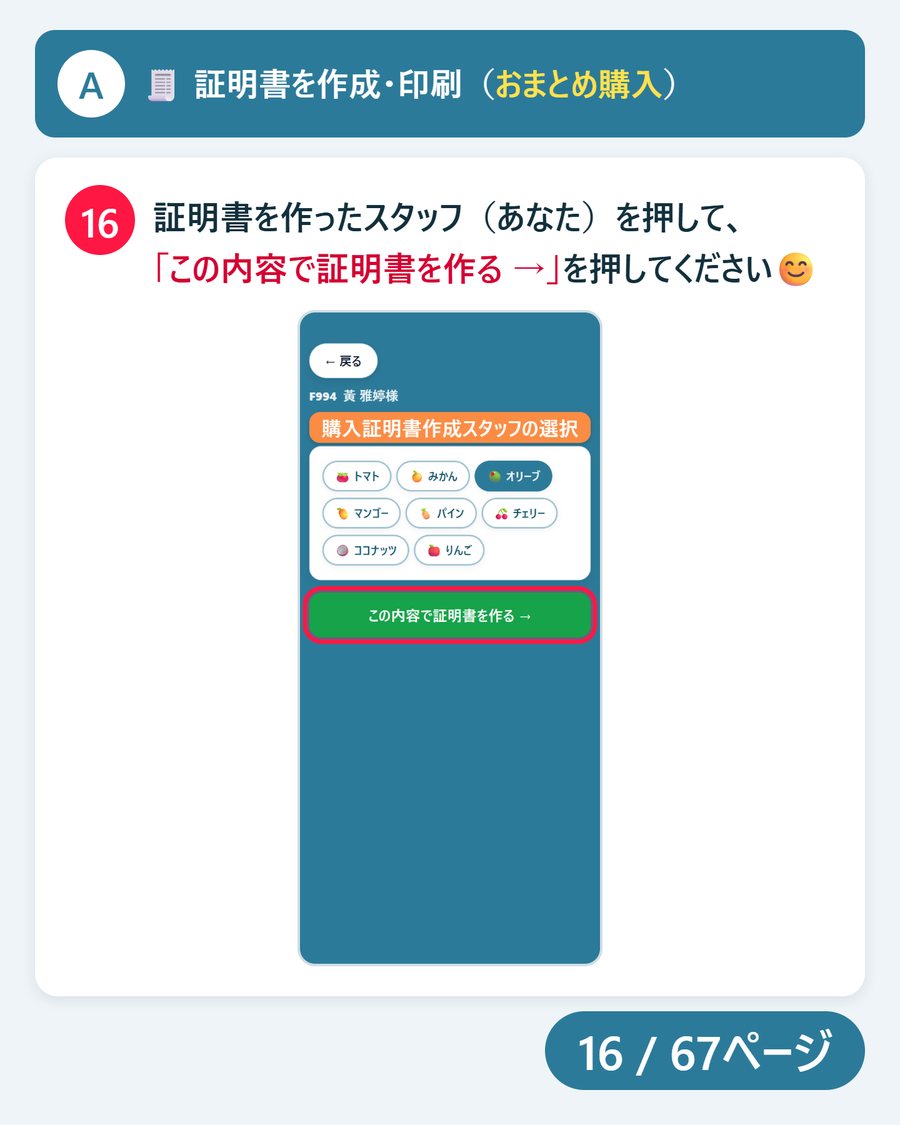 A 証明書を作成・印刷（おまとめ購入）
16 証明書を作ったスタッフ（あなた）を押して、
「この内容で証明書を作る →」を押してください
← 戻る
F994 黃 雅婷様
購入証明書作成スタッフの選択
トマト みかん オリーブ
マンゴー パイン チェリー
ココナッツ りんご
この内容で証明書を作る →
16 / 67ページ